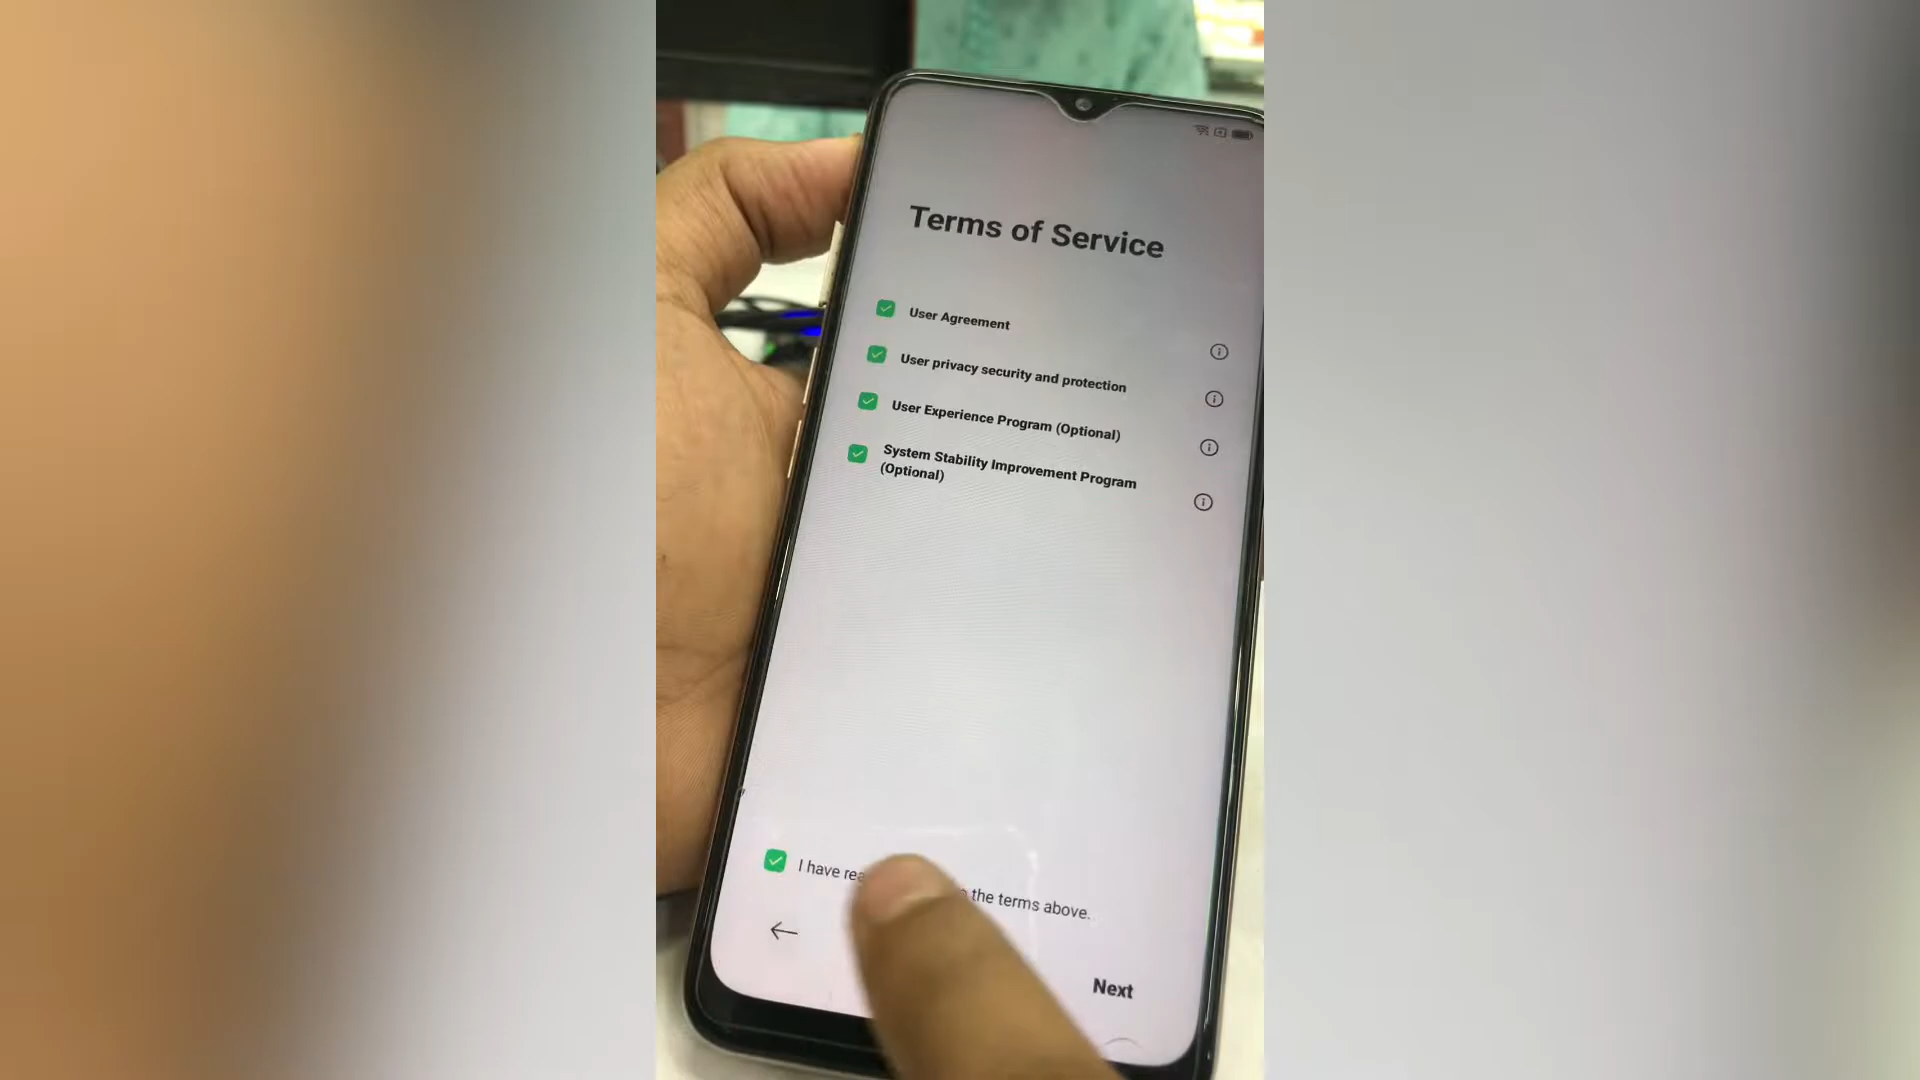 Terms of Service
User Agreement
User privacy security and protection
User Experience Program (Optional)
System Stability Improvement Program
(Optional)
I have the terms above.
Next